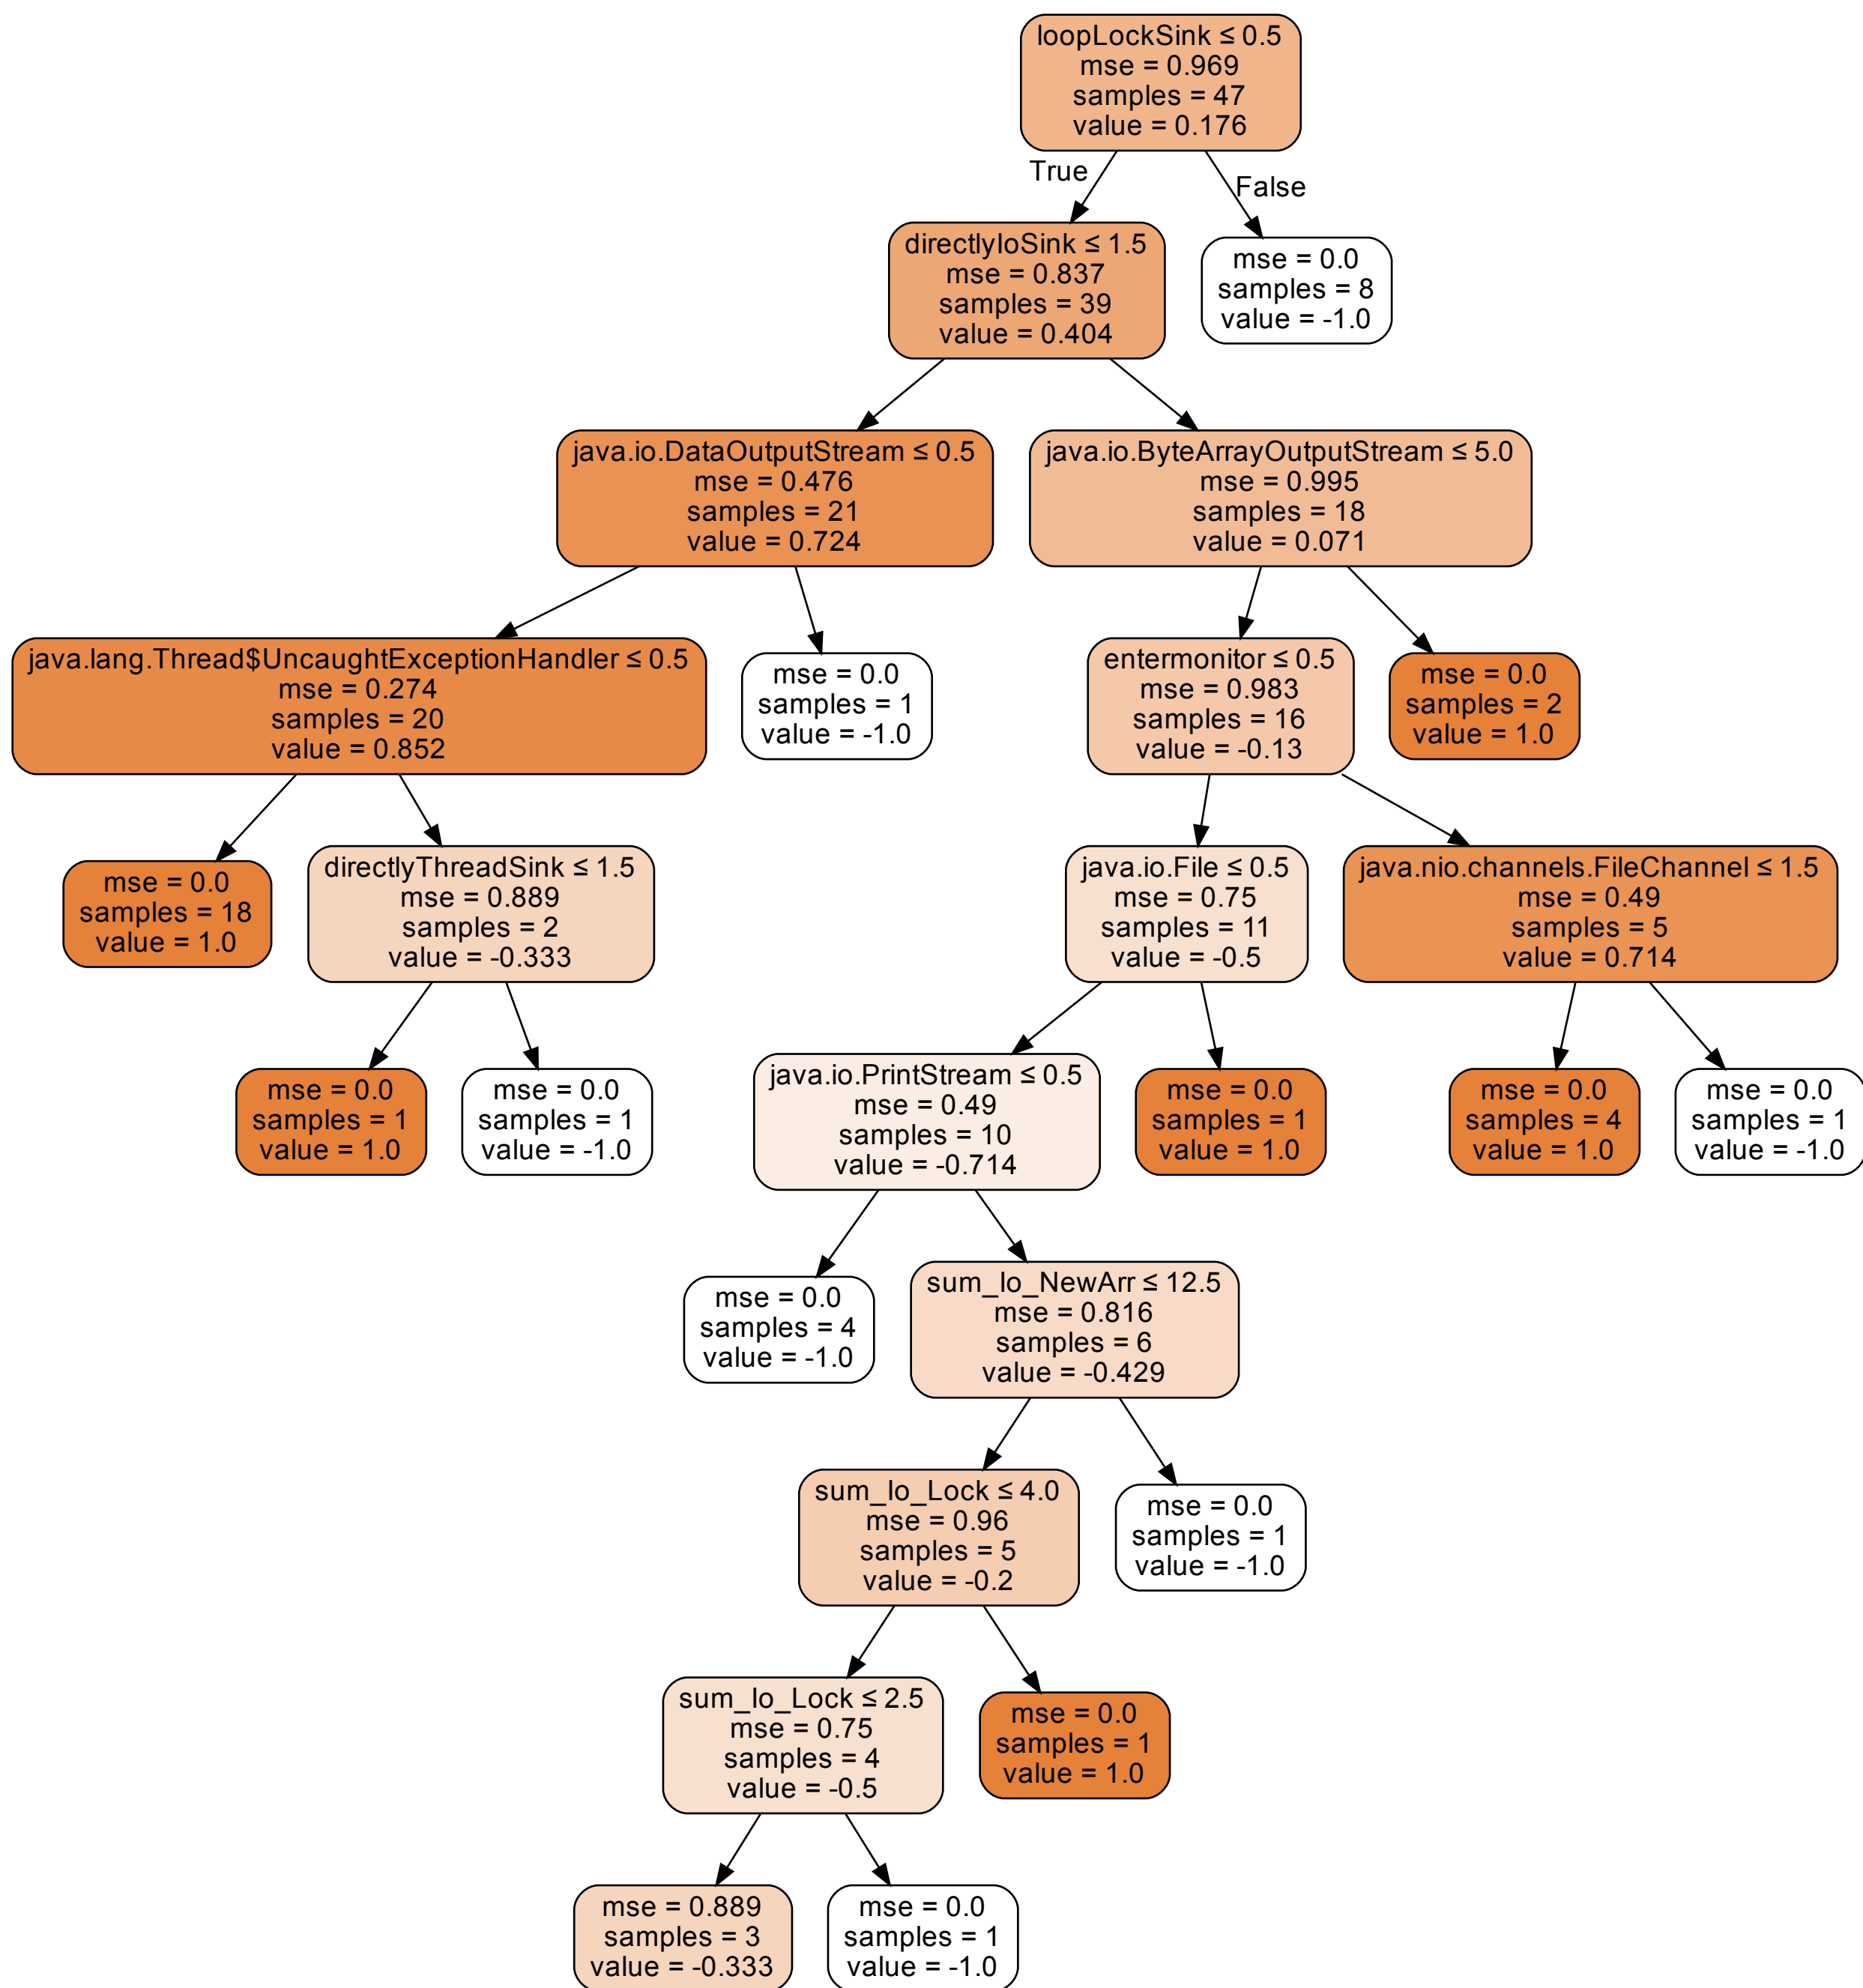 loopLockSink ≤ 0.5
mse = 0.969
samples = 47
value = 0.176
True
False
directlyIoSink ≤ 1.5
mse = 0.837
samples = 39
value = 0.404
mse = 0.0
samples = 8
value = -1.0
java.io.DataOutputStream ≤ 0.5
mse = 0.476
samples = 21
value = 0.724
java.io.ByteArrayOutputStream ≤ 5.0
mse = 0.995
samples = 18
value = 0.071
java.lang.Thread$UncaughtExceptionHandler ≤ 0.5
mse = 0.274
samples = 20
value = 0.852
mse = 0.0
samples = 1
value = -1.0
entermonitor ≤ 0.5
mse = 0.983
samples = 16
value = -0.13
mse = 0.0
samples = 2
value = 1.0
mse = 0.0
samples = 18
value = 1.0
directlyThreadSink ≤ 1.5
mse = 0.889
samples = 2
value = -0.333
java.io.File ≤ 0.5
mse = 0.75
samples = 11
value = -0.5
java.nio.channels.FileChannel ≤ 1.5
mse = 0.49
samples = 5
value = 0.714
mse = 0.0
samples = 1
value = 1.0
mse = 0.0
samples = 1
value = -1.0
java.io.PrintStream ≤ 0.5
mse = 0.49
samples = 10
value = -0.714
mse = 0.0
samples = 1
value = 1.0
mse = 0.0
samples = 4
value = 1.0
mse = 0.0
samples = 1
value = -1.0
mse = 0.0
samples = 4
value = -1.0
sum_Io_NewArr ≤ 12.5
mse = 0.816
samples = 6
value = -0.429
sum_Io_Lock ≤ 4.0
mse = 0.96
samples = 5
value = -0.2
mse = 0.0
samples = 1
value = -1.0
sum_Io_Lock ≤ 2.5
mse = 0.75
samples = 4
value = -0.5
mse = 0.0
samples = 1
value = 1.0
mse = 0.889
samples = 3
value = -0.333
mse = 0.0
samples = 1
value = -1.0